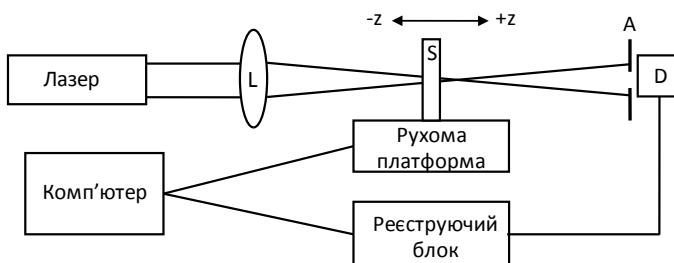 -z
+z
A
Лазер
L
S
D
Рухома
платформа
Комп'ютер
Реєструючий
блок